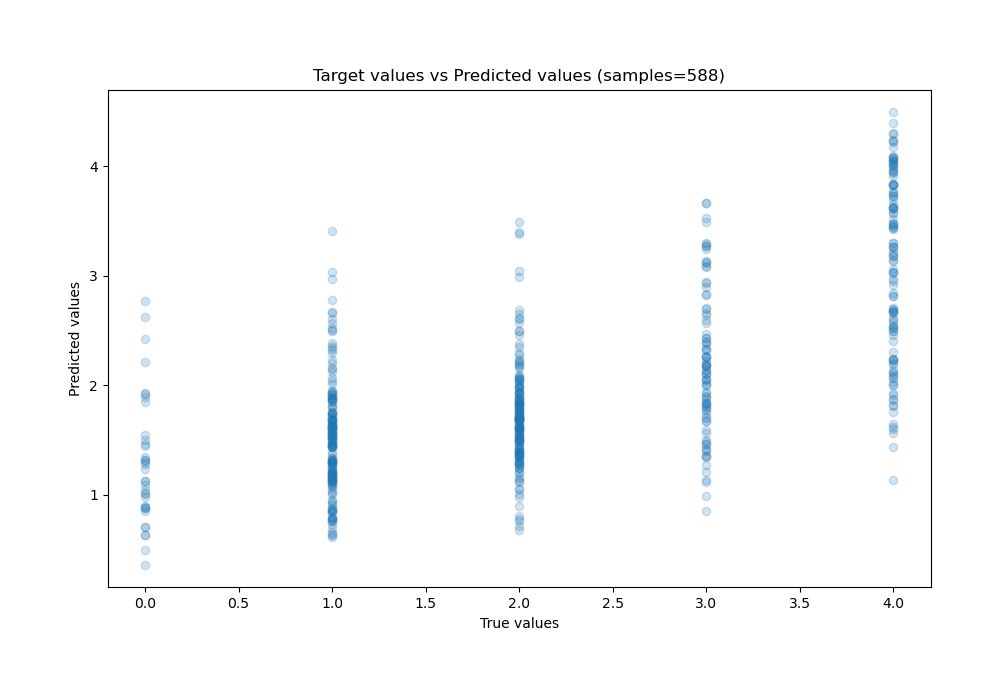 Target values vs Predicted values (samples=588)
Predicted values
4
3
2
1
0.0 0.5 1.0 1.5 2.0 2.5 3.0 3.5 4.0
True values